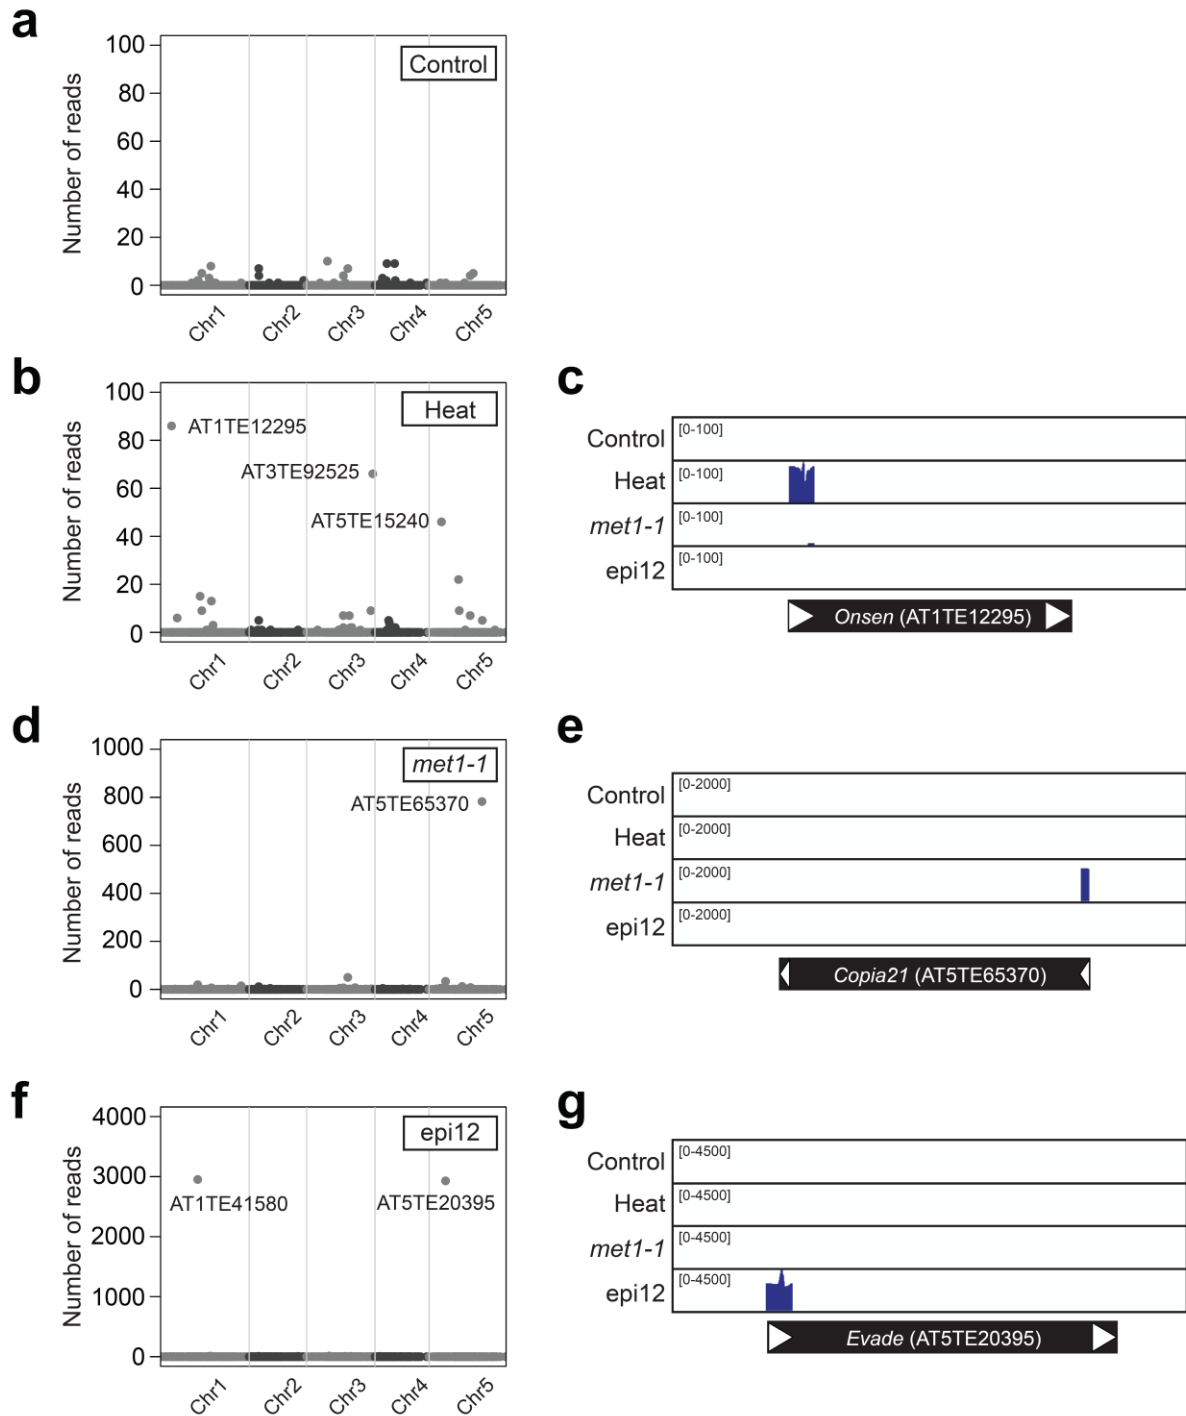 a
Number of reads
100
80
60
40
20
0
Control
Chr1
Chr2
Chr3
Chr4
Chr5
b
Number of reads
100
80
60
40
20
0
Heat
AT1TE12295
AT3TE92525
AT5TE15240
Chr1
Chr2
Chr3
Chr4
Chr5
c
Control
[0-100]
Heat
[0-100]
met1-1
[0-100]
epi12
[0-100]
Onsen (AT1TE12295)
d
Number of reads
1000
800
600
400
200
0
met1-1
AT5TE65370
Chr1
Chr2
Chr3
Chr4
Chr5
e
Control
[0-2000]
Heat
[0-2000]
met1-1
[0-2000]
epi12
[0-2000]
Copia21 (AT5TE65370)
f
Number of reads
4000
3000
2000
1000
0
epi12
AT1TE41580
AT5TE20395
Chr1
Chr2
Chr3
Chr4
Chr5
g
Control
[0-4500]
Heat
[0-4500]
met1-1
[0-4500]
epi12
[0-4500]
Evade (AT5TE20395)